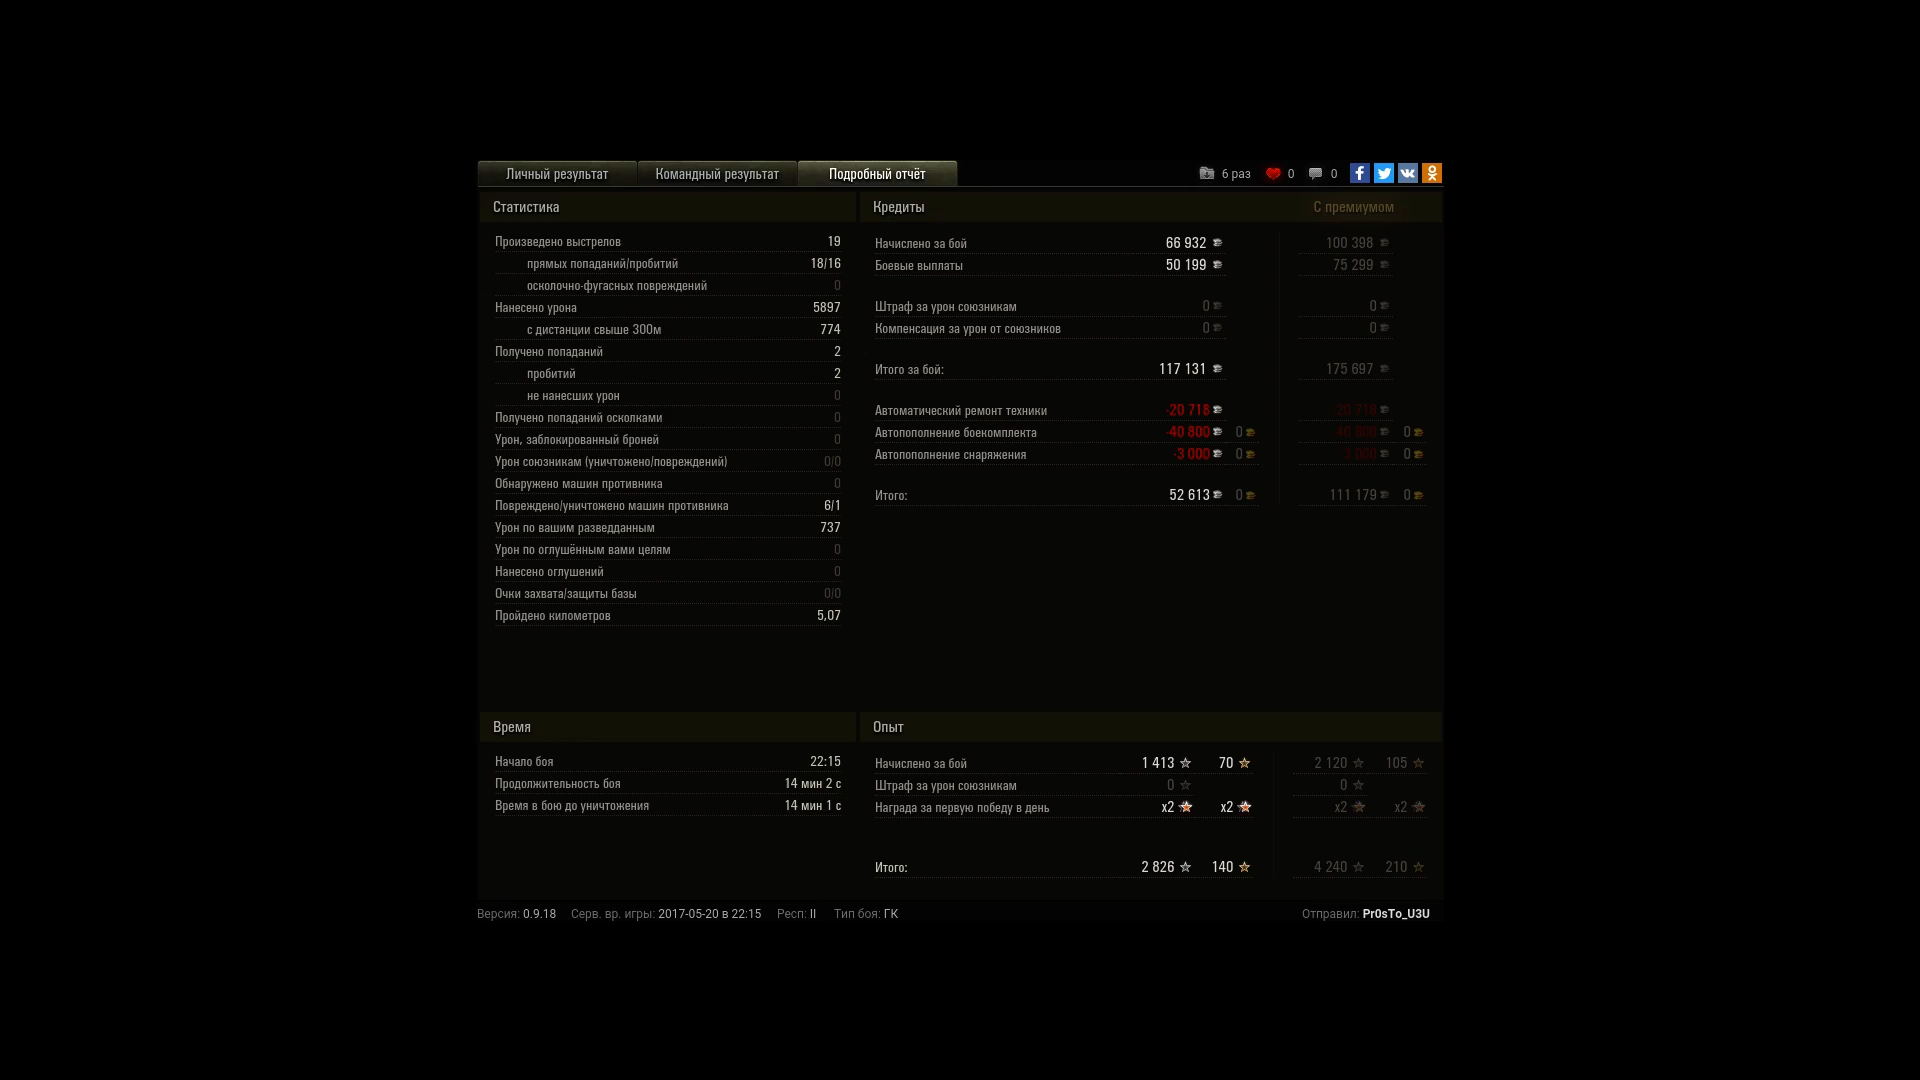 Личный результат Командный результат Подробный отчёт 6 раз 0 0
Статистика
Произведено выстрелов 19
прямых попаданий/пробитий 18/16
осколочно-фугасных повреждений 0
Нанесено урона 5897
с дистанции свыше 300м 774
Получено попаданий 2
пробитий 2
не нанесших урон 0
Получено попаданий осколками 0
Урон, заблокированный броней 0
Урон союзникам (уничтожено/повреждений) 0/0
Обнаружено машин противника 0
Повреждено/уничтожено машин противника 6/1
Урон по вашим разведданным 737
Урон по оглушённым вами целям 0
Нанесено оглушений 0
Очки захвата/защиты базы 0/0
Пройдено километров 5,07
Кредиты С премиумом
Начислено за бой 66 932 100 398
Боевые выплаты 50 199 75 299
Штраф за урон союзникам 0 0
Компенсация за урон от союзников 0 0
Итого за бой: 117 131 175 697
Автоматический ремонт техники -20 718 -20 718
Автопополнение боекомплекта -40 800 0 -40 800 0
Автопополнение снаряжения -3 000 0 -3 000 0
Итого: 52 613 0 111 179 0
Время
Начало боя 22:15
Продолжительность боя 14 мин 2 с
Время в бою до уничтожения 14 мин 1 с
Опыт
Начислено за бой 1 413 70 2 120 105
Штраф за урон союзникам 0 0
Награда за первую победу в день x2 x2 x2 x2
Итого: 2 826 140 4 240 210
Версия: 0.9.18 Серв. вр. игры: 2017-05-20 в 22:15 Респ: II Тип боя: ГК Отправил: Pr0sTo_U3U